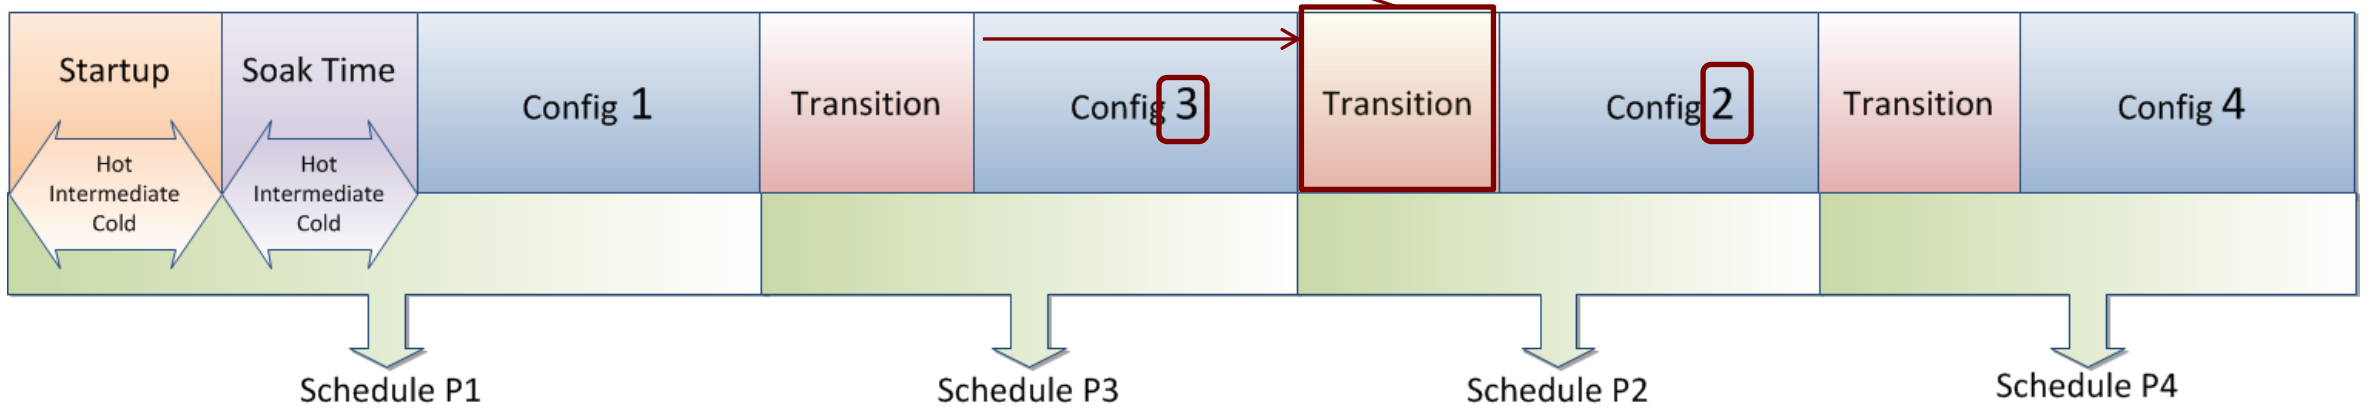 Startup
Soak Time
Config 1
Transition
Config 3
Transition
Config 2
Transition
Config 4
Hot
Intermediate
Cold
Hot
Intermediate
Cold
Schedule P1
Schedule P3
Schedule P2
Schedule P4